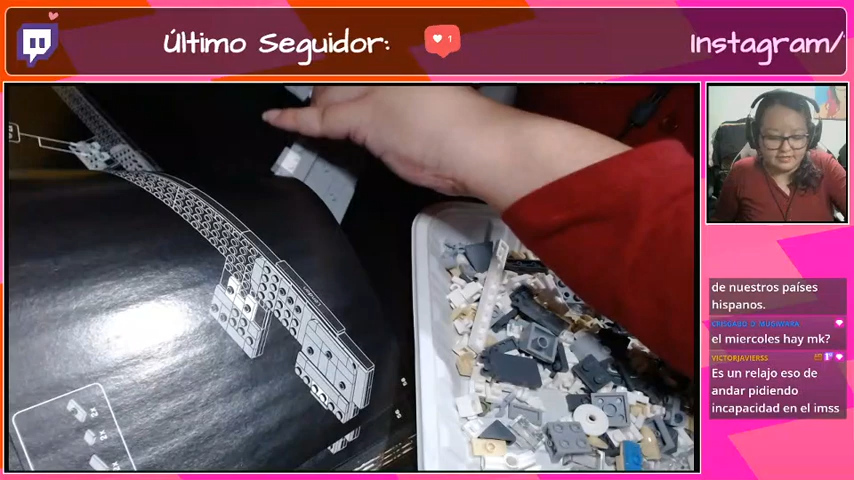 Último Seguidor:
1
Instagram/
de nuestros países
hispanos.
el miercoles hay mk?
VICTORJAVIERSS
Es un relajo eso de
andar pidiendo
incapacidad en el imss